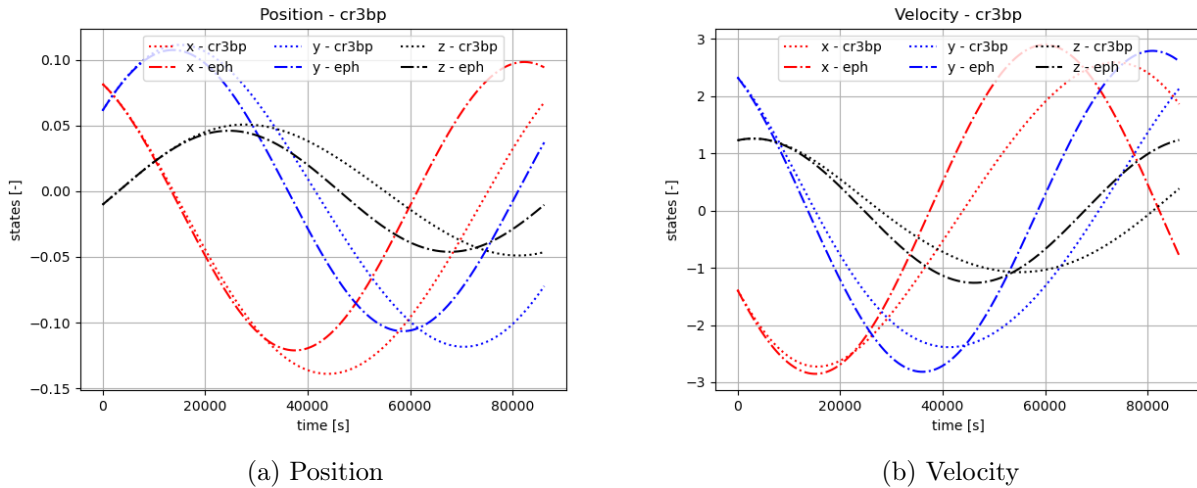 Position - cr3bp
x - cr3bp y - cr3bp z - cr3bp
x - eph y - eph z - eph
0.10
0.05
0.00
−0.05
−0.10
−0.15
states [-]
0 20000 40000 60000 80000
time [s]
(a) Position
Velocity - cr3bp
x - cr3bp y - cr3bp z - cr3bp
x - eph y - eph z - eph
3
2
1
0
−1
−2
−3
states [-]
0 20000 40000 60000 80000
time [s]
(b) Velocity